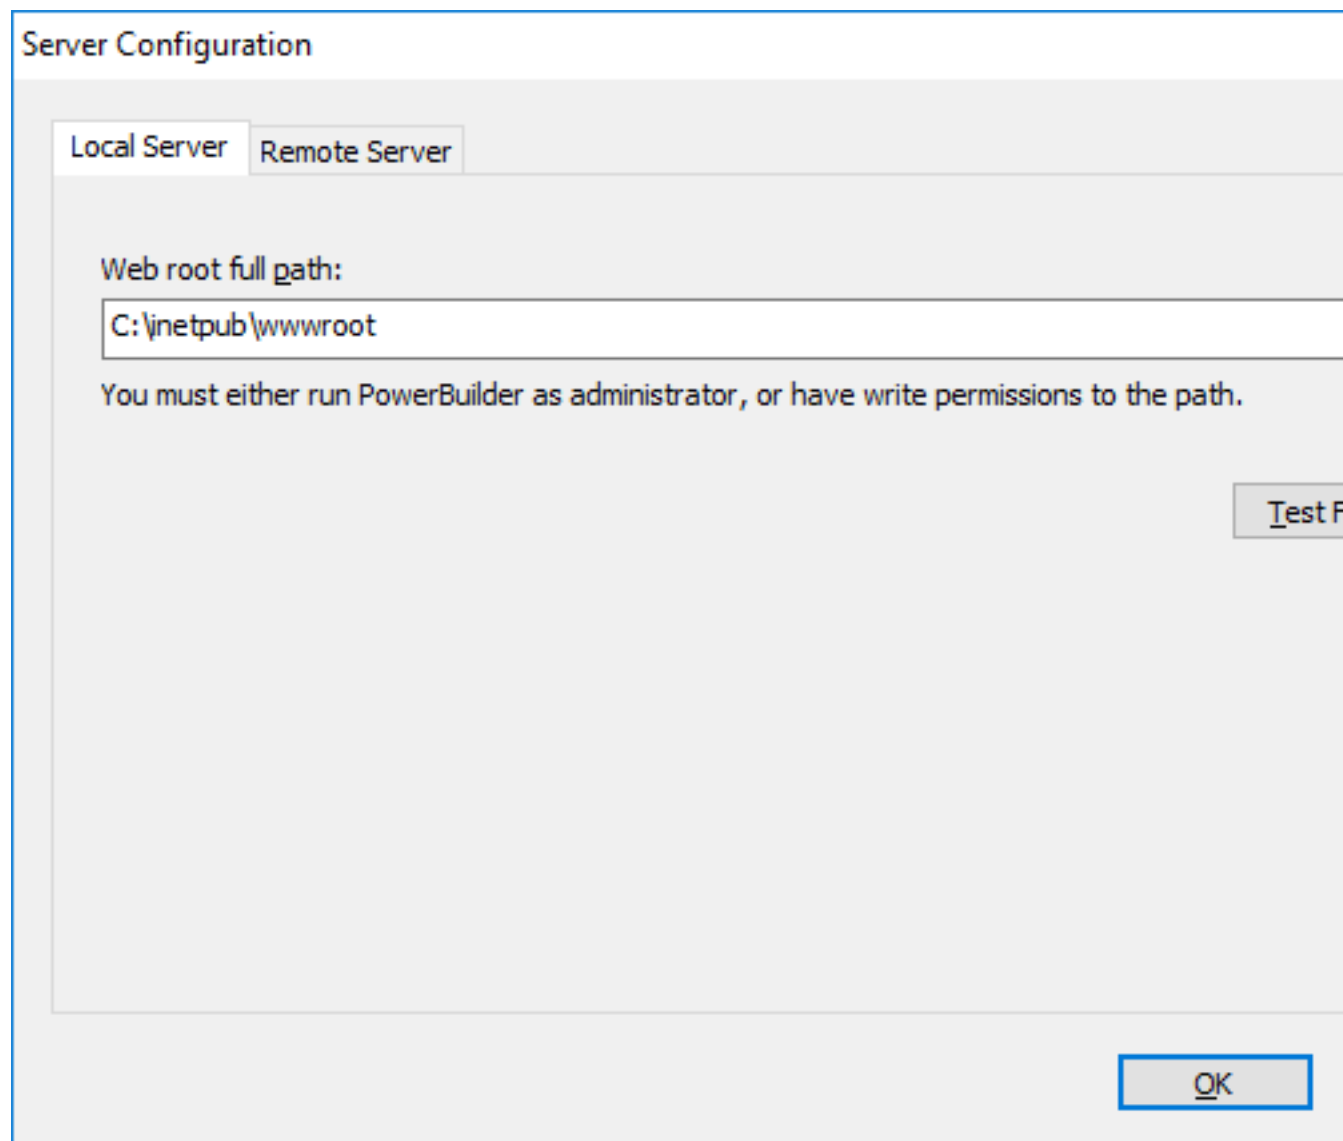 Server Configuration
Local Server
Remote Server
Web root full path:
C:\inetpub\wwwroot
You must either run PowerBuilder as administrator, or have write permissions to the path.
Test
OK